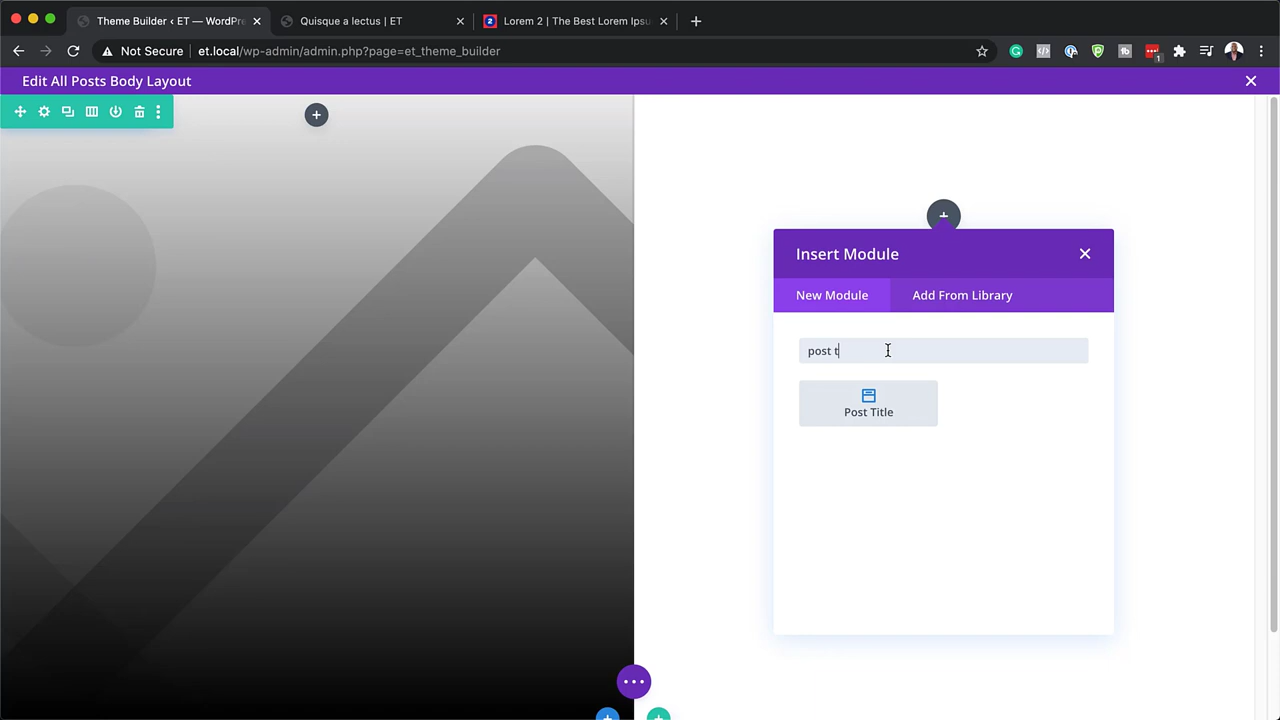 Theme Builder ‹ ET — WordPre
Quisque a lectus | ET
2
Lorem 2 | The Best Lorem Ipsu
Not Secure
et.local/wp-admin/admin.php?page=et_theme_builder
1
Edit All Posts Body Layout
Insert Module
New Module
Add From Library
post t
Post Title